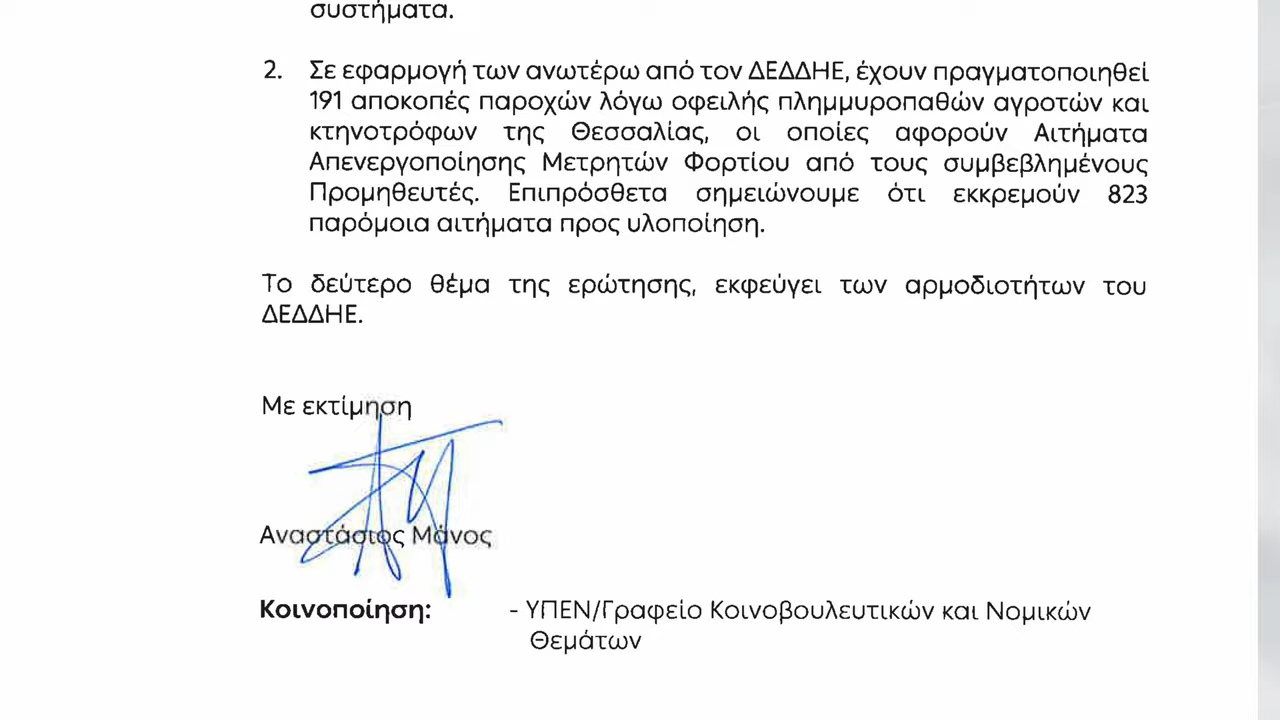 συστήματα.
2. Σε εφαρμογή των ανωτέρω από τον ΔΕΔΔΗΕ, έχουν πραγματοποιηθεί
191 αποκοπές παροχών λόγω οφειλής πλημμυροπαθών αγροτών και
κτηνοτρόφων της Θεσσαλίας, οι οποίες αφορούν Αιτήματα
Απενεργοποίησης Μετρητών Φορτίου από τους συμβεβλημένους
Προμηθευτές. Επιπρόσθετα σημειώνουμε ότι εκκρεμούν 823
παρόμοια αιτήματα προς υλοποίηση.
Το δεύτερο θέμα της ερώτησης, εκφεύγει των αρμοδιοτήτων του
ΔΕΔΔΗΕ.
Με εκτίμηση
Αναστάσιος Μάνος
Κοινοποίηση: - ΥΠΕΝ/Γραφείο Κοινοβουλευτικών και Νομικών
Θεμάτων